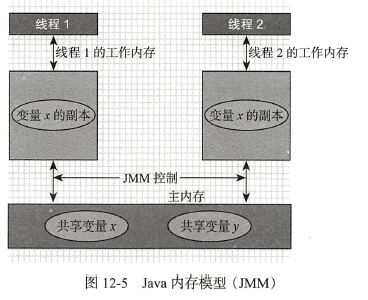 线程 1 线程 2
线程 1 的工作内存 线程 2 的工作内存
变量 x 的副本 变量 x 的副本
JMM 控制
主内存
共享变量 x 共享变量 y
图 12-5 Java 内存模型（JMM）